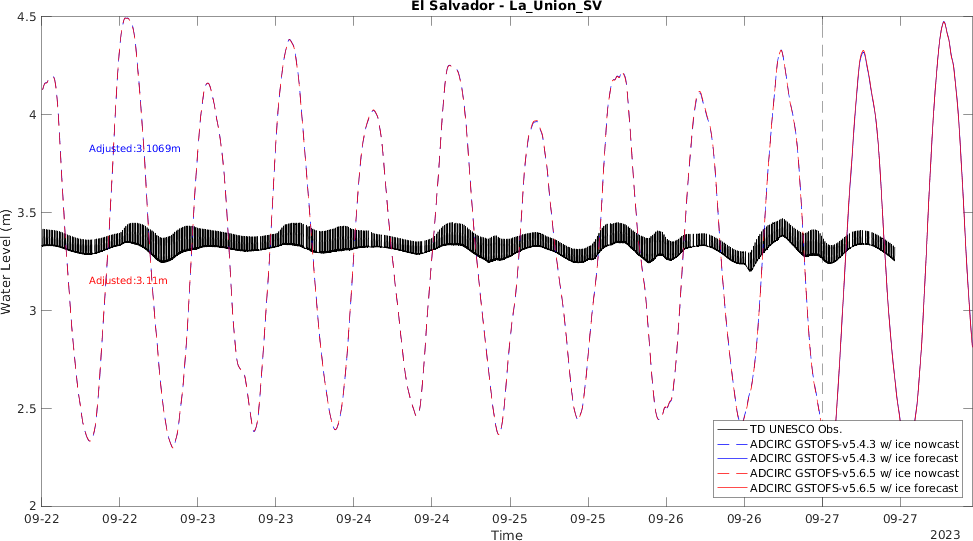 El Salvador - La_Union_SV
4.5
4
3.5
3
2.5
2
Water Level (m)
Adjusted:3.1069m
Adjusted:3.11m
TD UNESCO Obs.
ADCIRC GSTOFS-v5.4.3 w/ ice nowcast
ADCIRC GSTOFS-v5.4.3 w/ ice forecast
ADCIRC GSTOFS-v5.6.5 w/ ice nowcast
ADCIRC GSTOFS-v5.6.5 w/ ice forecast
09-22 09-22 09-23 09-23 09-24 09-24 09-25 09-25 09-26 09-26 09-27 09-27
Time
2023